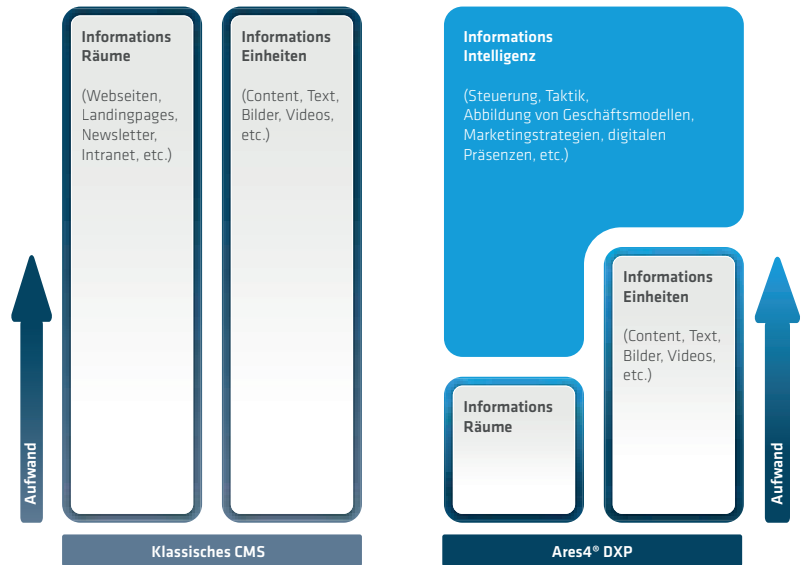 Informations
Räume
(Webseiten,
Landingpages,
Newsletter,
Intranet, etc.)
Informations
Einheiten
(Content, Text,
Bilder, Videos,
etc.)
Aufwand
Klassisches CMS
Informations
Intelligenz
(Steuerung, Taktik,
Abbildung von Geschäftsmodellen,
Marketingstrategien, digitalen
Präsenzen, etc.)
Informations
Räume
Informations
Einheiten
(Content, Text,
Bilder, Videos,
etc.)
Aufwand
Ares4® DXP